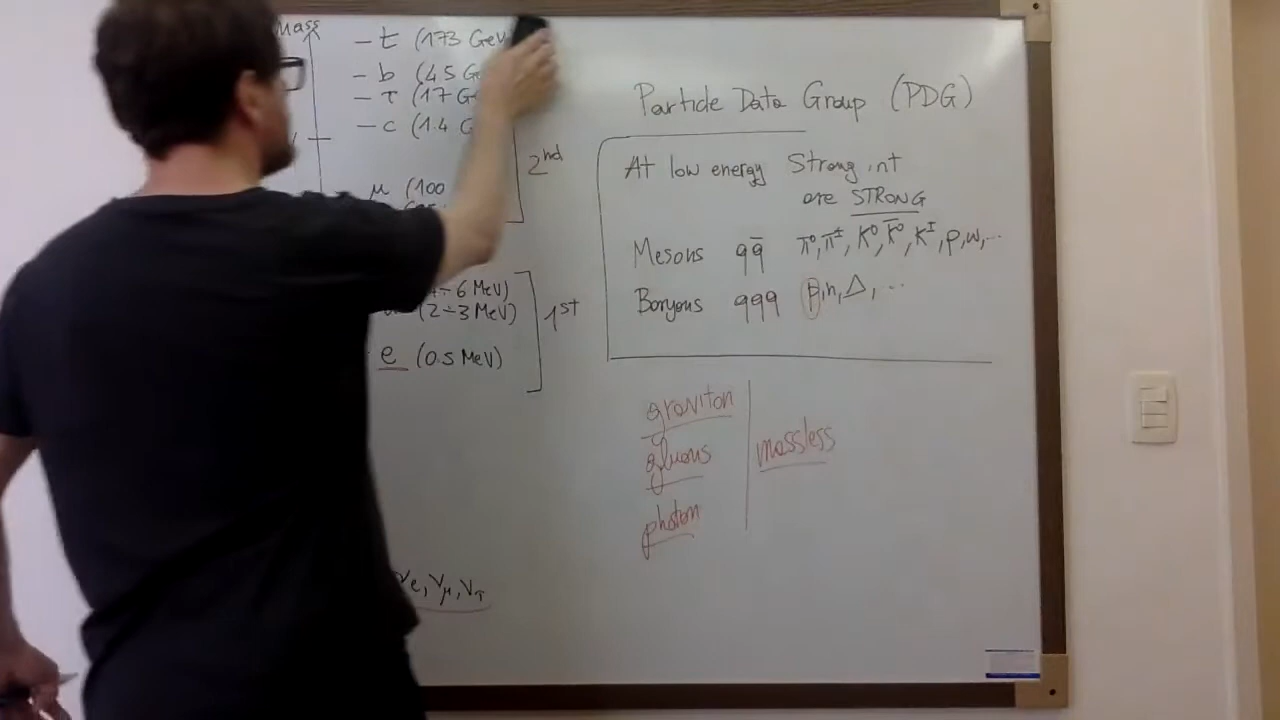 Mass
– t (173 GeV
– b (4.5 G
– τ (1.7 G
– c (1.4 G
2nd
μ (100
÷ 6 MeV)
(2 ÷ 3 MeV)
1st
e (0.5 MeV)
νe, νμ, ντ
Particle Data Group (PDG)
At low energy Strong int
are STRONG
Mesons qq̄ π⁰, π±, K⁰, K̄⁰, K±, ρ, ω, ...
Baryons qqq p, n, Δ, ...
graviton
gluons
massless
photon